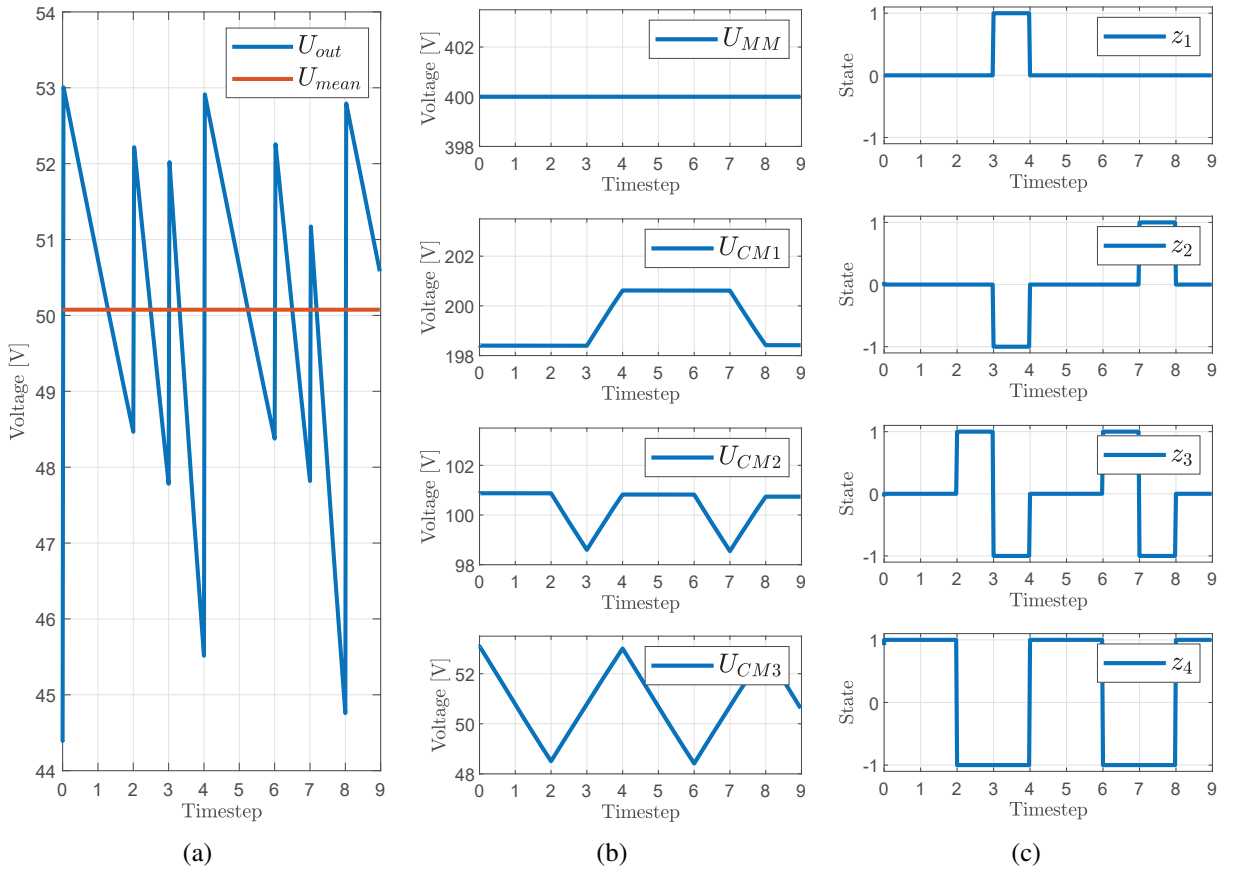 U_out
U_mean
Voltage [V]
54
53
52
51
50
49
48
47
46
45
44
0 1 2 3 4 5 6 7 8 9
Timestep
(a)
U_MM
Voltage [V]
402
400
398
0 1 2 3 4 5 6 7 8 9
Timestep
U_CM1
Voltage [V]
202
200
198
0 1 2 3 4 5 6 7 8 9
Timestep
U_CM2
Voltage [V]
102
100
98
0 1 2 3 4 5 6 7 8 9
Timestep
U_CM3
Voltage [V]
52
50
48
0 1 2 3 4 5 6 7 8 9
Timestep
(b)
z_1
State
1
0
-1
0 1 2 3 4 5 6 7 8 9
Timestep
z_2
State
1
0
-1
0 1 2 3 4 5 6 7 8 9
Timestep
z_3
State
1
0
-1
0 1 2 3 4 5 6 7 8 9
Timestep
z_4
State
1
0
-1
0 1 2 3 4 5 6 7 8 9
Timestep
(c)